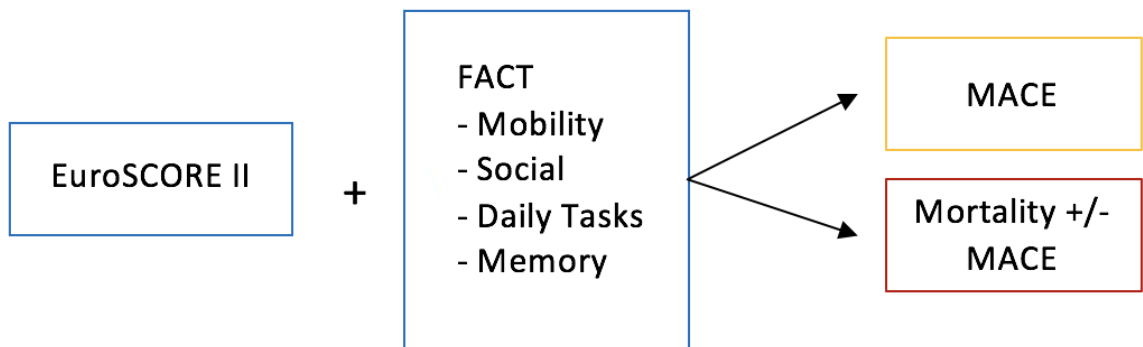 EuroSCORE II
+
FACT
- Mobility
- Social
- Daily Tasks
- Memory
MACE
Mortality +/-
MACE